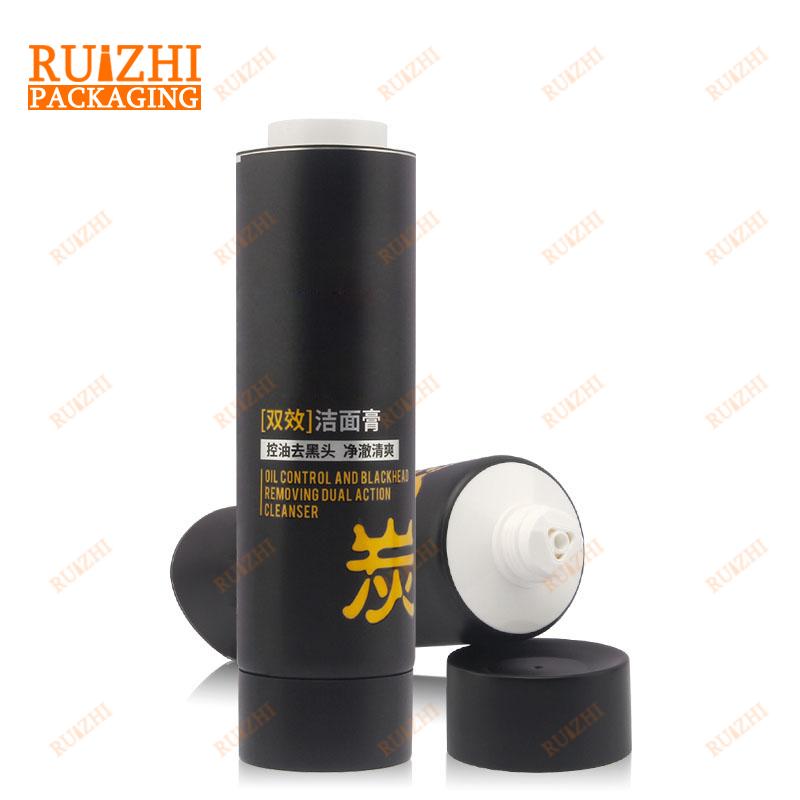 RUIZHI
PACKAGING
[双效]洁面膏
控油去黑头 净澈清爽
OIL CONTROL AND BLACKHEAD
REMOVING DUAL ACTION
CLEANSER
炭